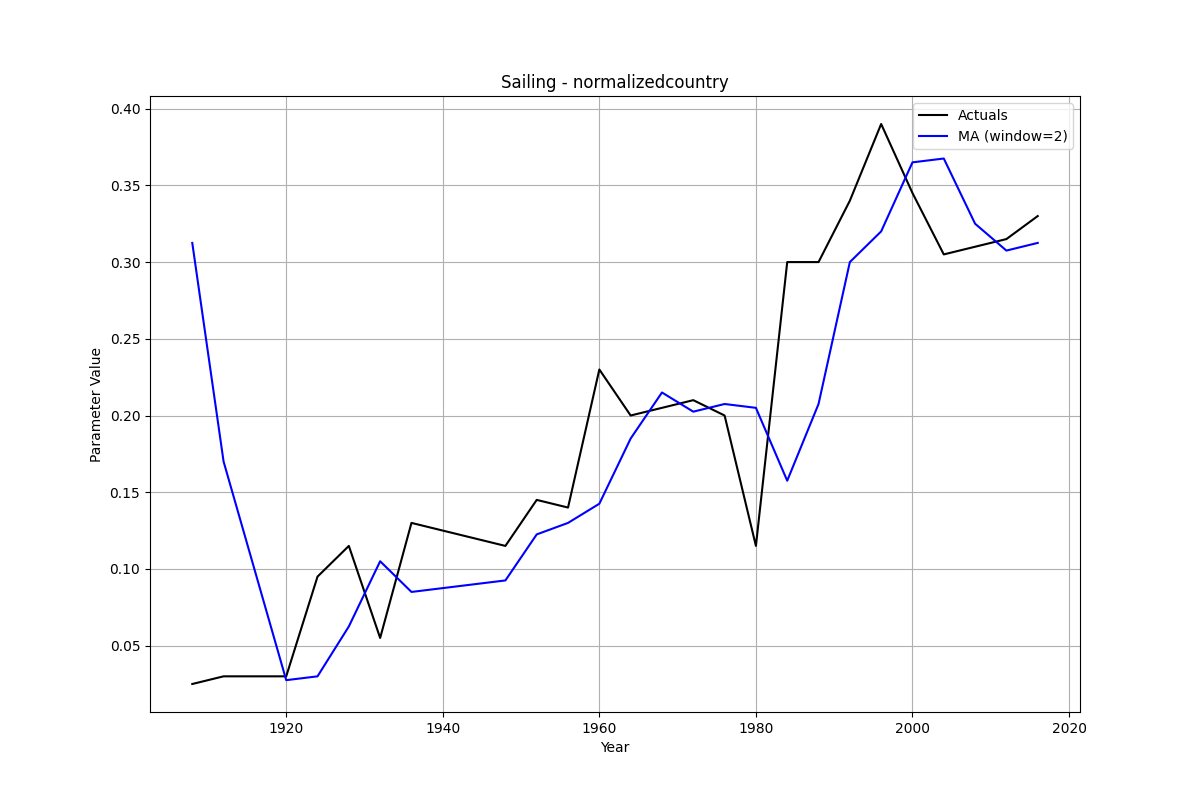 Sailing - normalizedcountry
Actuals
MA (window=2)
0.40
0.35
0.30
0.25
0.20
0.15
0.10
0.05
Parameter Value
1920 1940 1960 1980 2000 2020
Year